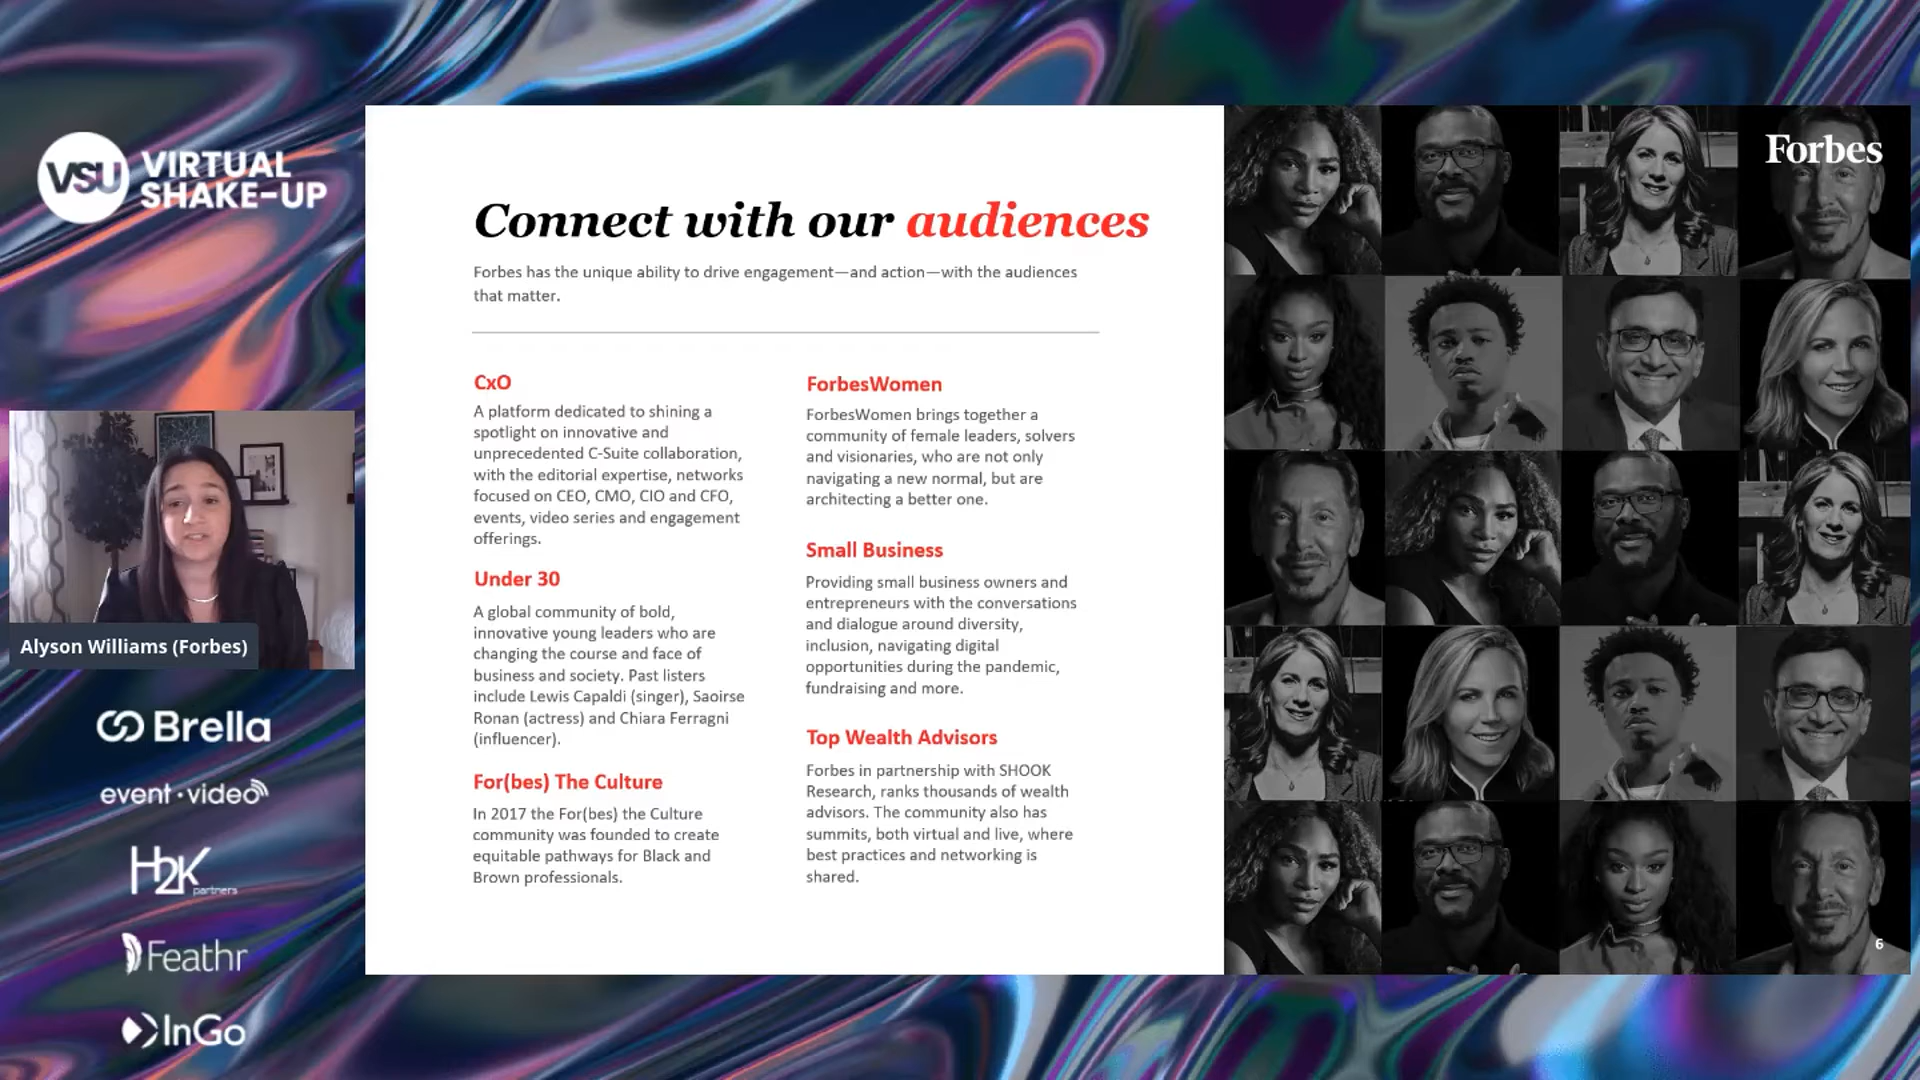 VSU
VIRTUAL
SHAKE-UP
Alyson Williams (Forbes)
Brella
event·video
H2K
partners
Feathr
InGo
Connect with our audiences
Forbes has the unique ability to drive engagement—and action—with the audiences
that matter.
CxO
A platform dedicated to shining a
spotlight on innovative and
unprecedented C-Suite collaboration,
with the editorial expertise, networks
focused on CEO, CMO, CIO and CFO,
events, video series and engagement
offerings.
Under 30
A global community of bold,
innovative young leaders who are
changing the course and face of
business and society. Past listers
include Lewis Capaldi (singer), Saoirse
Ronan (actress) and Chiara Ferragni
(influencer).
For(bes) The Culture
In 2017 the For(bes) the Culture
community was founded to create
equitable pathways for Black and
Brown professionals.
ForbesWomen
ForbesWomen brings together a
community of female leaders, solvers
and visionaries, who are not only
navigating a new normal, but are
architecting a better one.
Small Business
Providing small business owners and
entrepreneurs with the conversations
and dialogue around diversity,
inclusion, navigating digital
opportunities during the pandemic,
fundraising and more.
Top Wealth Advisors
Forbes in partnership with SHOOK
Research, ranks thousands of wealth
advisors. The community also has
summits, both virtual and live, where
best practices and networking is
shared.
Forbes
6